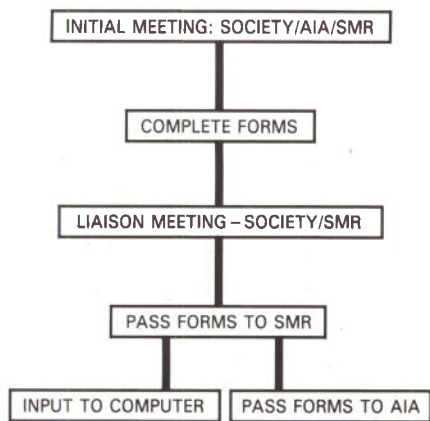 INITIAL MEETING: SOCIETY/AIA/SMR
COMPLETE FORMS
LIAISON MEETING – SOCIETY/SMR
PASS FORMS TO SMR
INPUT TO COMPUTER
PASS FORMS TO AIA